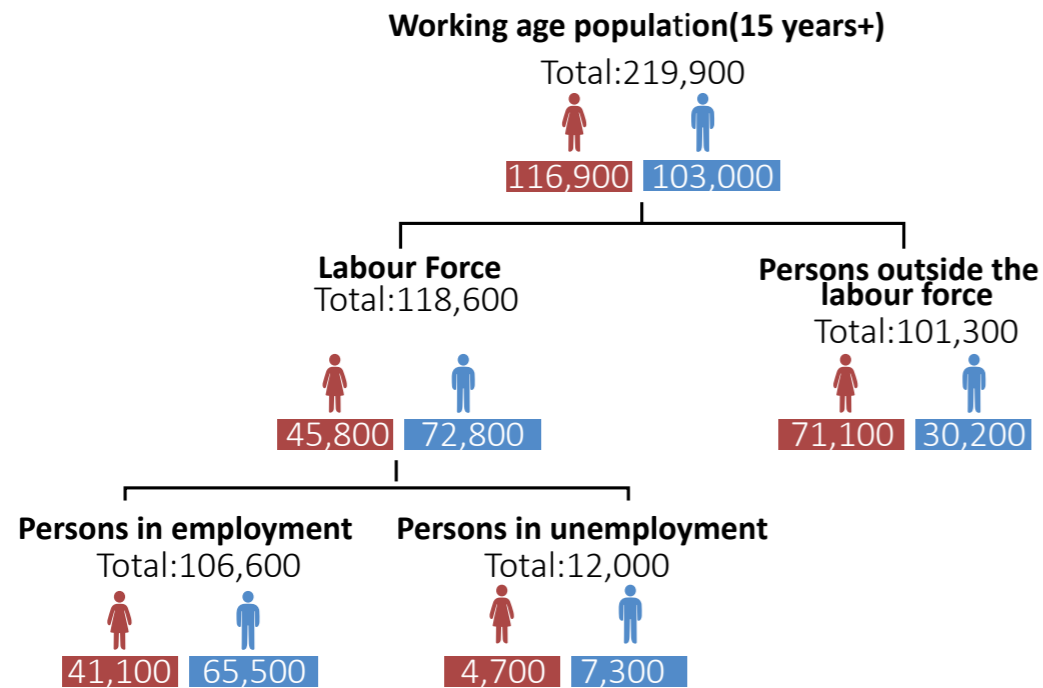 Working age population(15 years+)
Total:219,900
116,900 103,000
Labour Force
Total:118,600
45,800 72,800
Persons outside the
labour force
Total:101,300
71,100 30,200
Persons in employment
Total:106,600
41,100 65,500
Persons in unemployment
Total:12,000
4,700 7,300